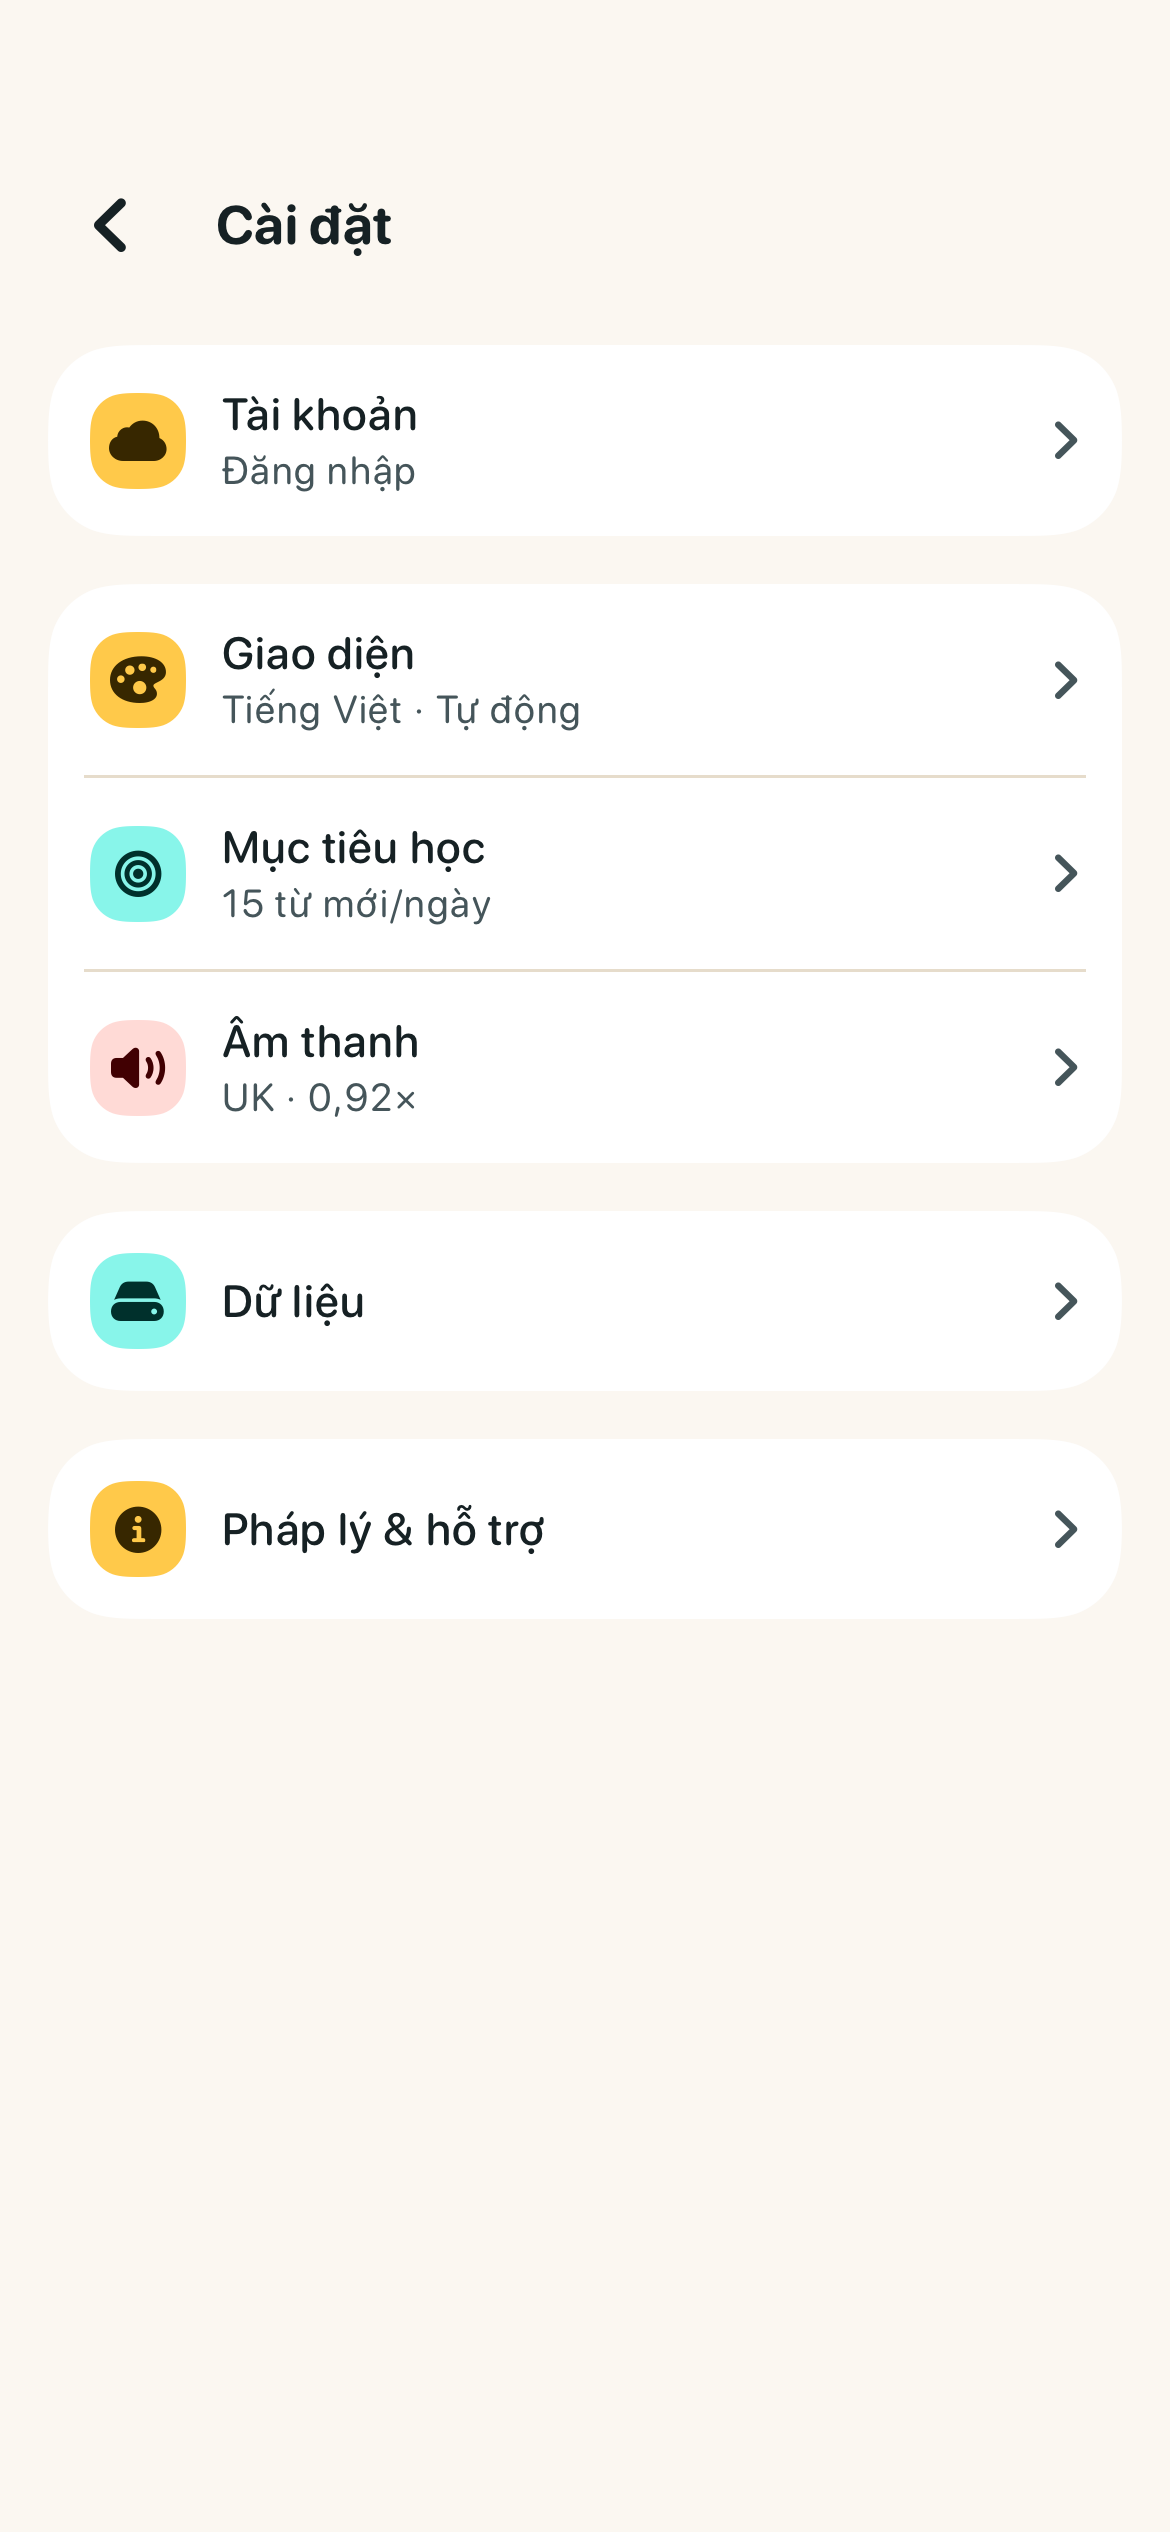 Cài đặt
Tài khoản
Đăng nhập
Giao diện
Tiếng Việt · Tự động
Mục tiêu học
15 từ mới/ngày
Âm thanh
UK · 0,92×
Dữ liệu
Pháp lý & hỗ trợ